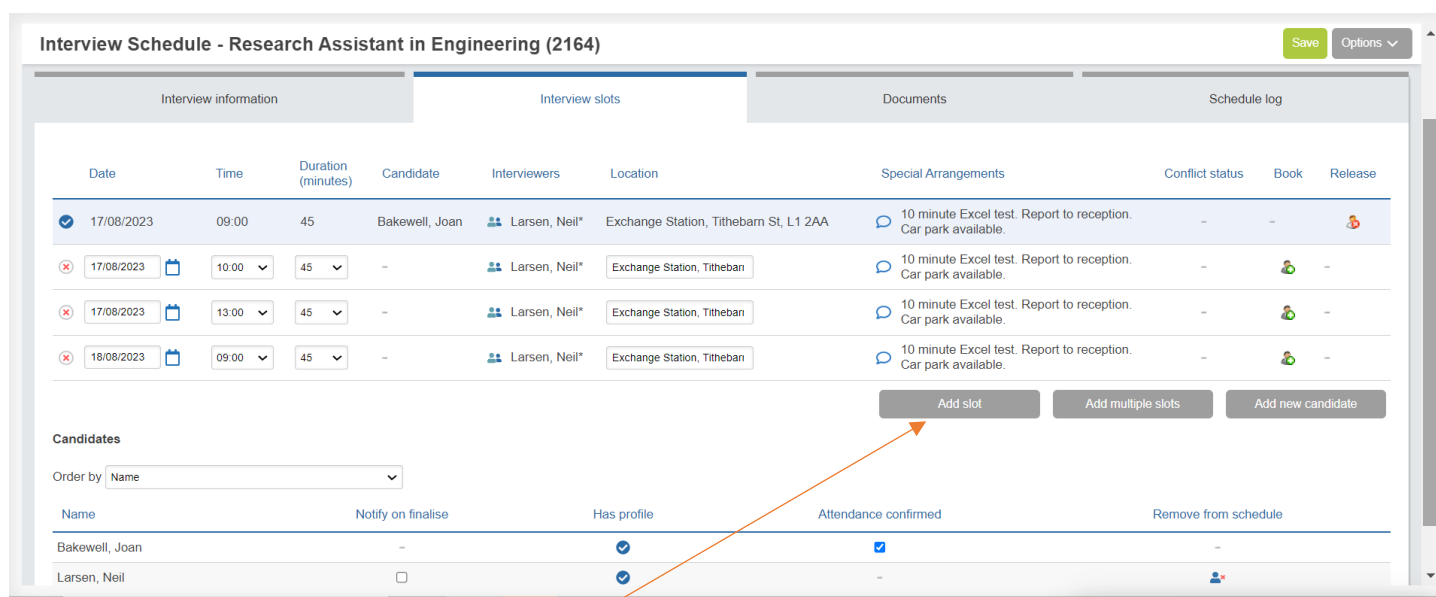 Interview Schedule - Research Assistant in Engineering (2164)
Save
Options
Interview information
Interview slots
Documents
Schedule log
Date
Time
Duration
(minutes)
Candidate
Interviewers
Location
Special Arrangements
Conflict status
Book
Release
17/08/2023 09:00 45 Bakewell, Joan Larsen, Neil* Exchange Station, Tithebarn St, L1 2AA 10 minute Excel test. Report to reception.
Car park available. - -
17/08/2023 10:00 45 - Larsen, Neil* Exchange Station, Titheba 10 minute Excel test. Report to reception.
Car park available. - -
17/08/2023 13:00 45 - Larsen, Neil* Exchange Station, Titheba 10 minute Excel test. Report to reception.
Car park available. - -
18/08/2023 09:00 45 - Larsen, Neil* Exchange Station, Titheba 10 minute Excel test. Report to reception.
Car park available. - -
Add slot
Add multiple slots
Add new candidate
Candidates
Order by Name
Name Notify on finalise Has profile Attendance confirmed Remove from schedule
Bakewell, Joan - -
Larsen, Neil -